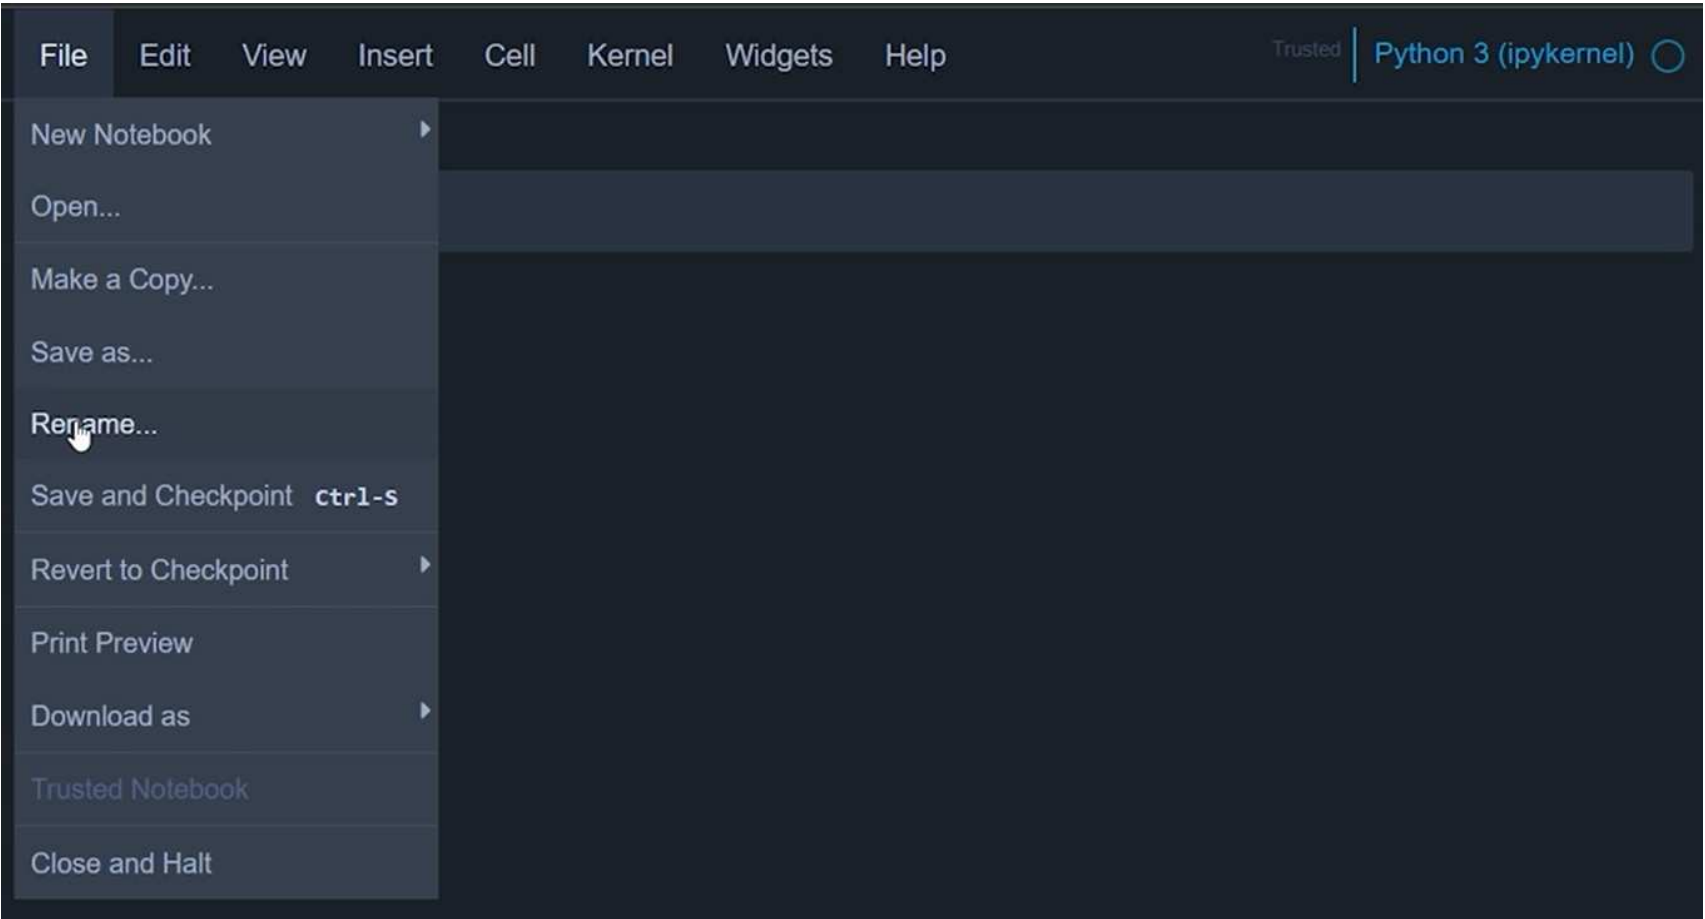 File Edit View Insert Cell Kernel Widgets Help Trusted Python 3 (ipykernel)
New Notebook
Open...
Make a Copy...
Save as...
Rename...
Save and Checkpoint Ctrl-S
Revert to Checkpoint
Print Preview
Download as
Trusted Notebook
Close and Halt